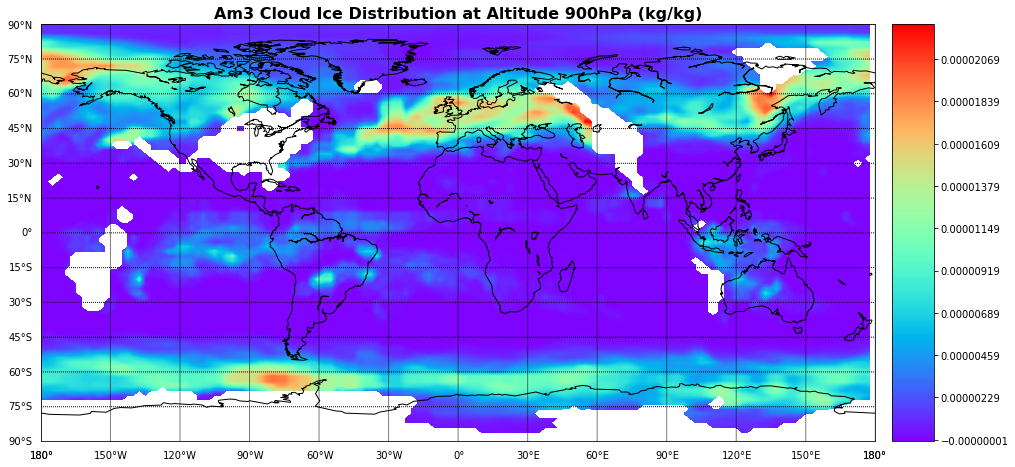 Am3 Cloud Ice Distribution at Altitude 900hPa (kg/kg)
90°N
75°N
60°N
45°N
30°N
15°N
0°
15°S
30°S
45°S
60°S
75°S
90°S
180° 150°W 120°W 90°W 60°W 30°W 0° 30°E 60°E 90°E 120°E 150°E 180°
0.00002069
0.00001839
0.00001609
0.00001379
0.00001149
0.00000919
0.00000689
0.00000459
0.00000229
−0.00000001